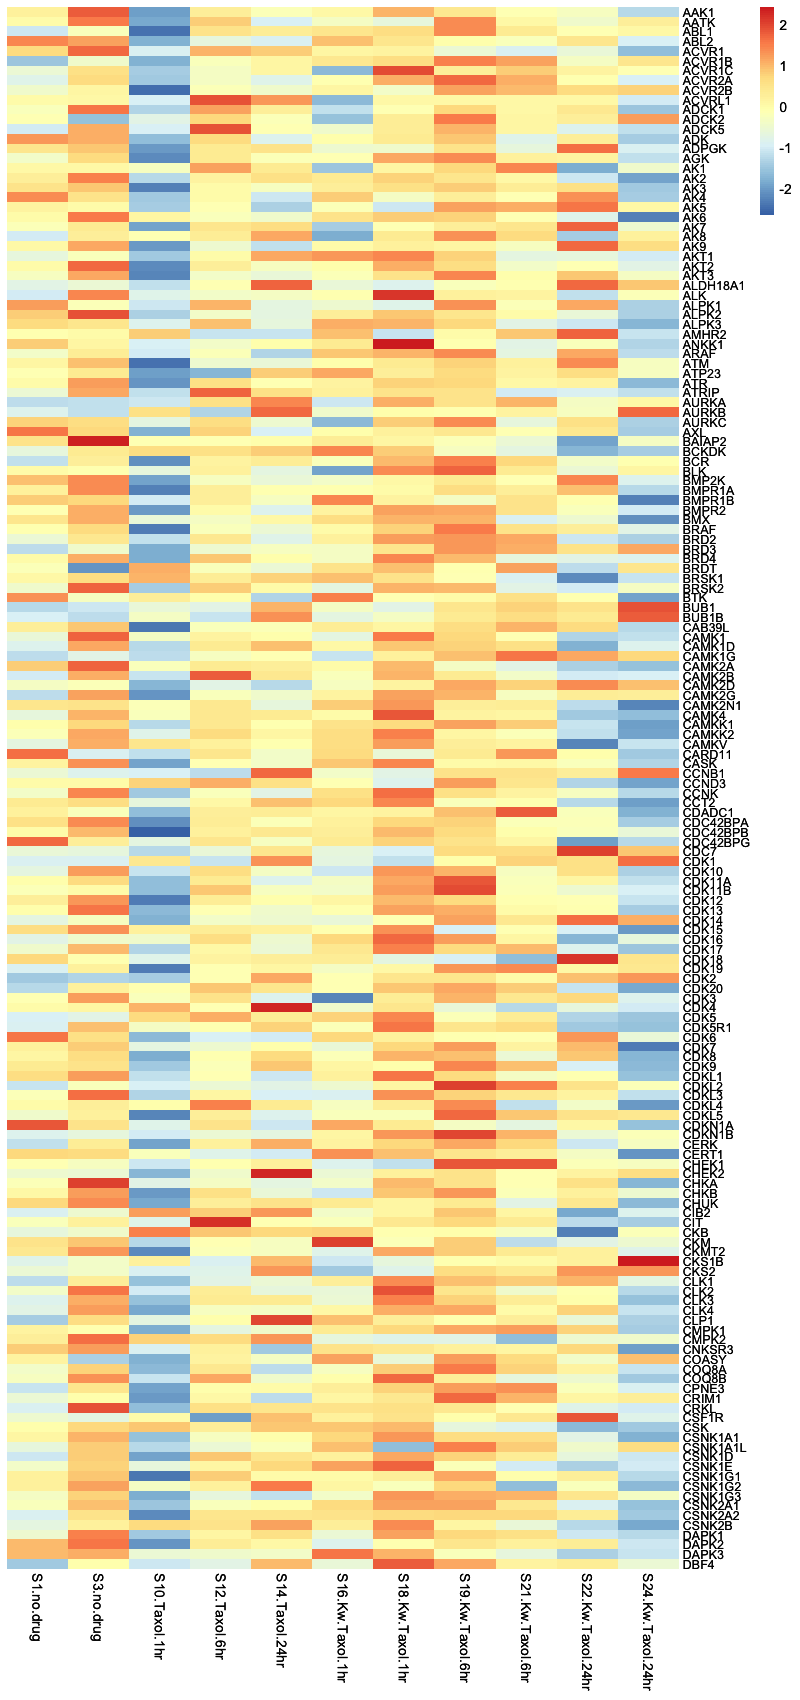 AAK1
AATK
ABL1
ABL2
ACVR1
ACVR1B
ACVR1C
ACVR2A
ACVR2B
ACVRL1
ADCK1
ADCK2
ADCK5
ADK
ADPGK
AGK
AK1
AK2
AK3
AK4
AK5
AK6
AK7
AK8
AK9
AKT1
AKT2
AKT3
ALDH18A1
ALK
ALPK1
ALPK2
ALPK3
AMHR2
ANKK1
ARAF
ATM
ATP23
ATR
ATRIP
AURKA
AURKB
AURKC
AXL
BAIAP2
BCKDK
BCR
BLK
BMP2K
BMPR1A
BMPR1B
BMPR2
BMX
BRAF
BRD2
BRD3
BRD4
BRDT
BRSK1
BRSK2
BTK
BUB1
BUB1B
CAB39L
CAMK1
CAMK1D
CAMK1G
CAMK2A
CAMK2B
CAMK2D
CAMK2G
CAMK2N1
CAMK4
CAMKK1
CAMKK2
CAMKV
CARD11
CASK
CCNB1
CCND3
CCNK
CCT2
CDADC1
CDC42BPA
CDC42BPB
CDC42BPG
CDC7
CDK1
CDK10
CDK11A
CDK11B
CDK12
CDK13
CDK14
CDK15
CDK16
CDK17
CDK18
CDK19
CDK2
CDK20
CDK3
CDK4
CDK5
CDK5R1
CDK6
CDK7
CDK8
CDK9
CDKL1
CDKL2
CDKL3
CDKL4
CDKL5
CDKN1A
CDKN1B
CERK
CERT1
CHEK1
CHEK2
CHKA
CHKB
CHUK
CIB2
CIT
CKB
CKM
CKMT2
CKS1B
CKS2
CLK1
CLK2
CLK3
CLK4
CLP1
CMPK1
CMPK2
CNKSR3
COASY
COQ8A
COQ8B
CPNE3
CRIM1
CRKL
CSF1R
CSK
CSNK1A1
CSNK1A1L
CSNK1D
CSNK1E
CSNK1G1
CSNK1G2
CSNK1G3
CSNK2A1
CSNK2A2
CSNK2B
DAPK1
DAPK2
DAPK3
DBF4
2
1
0
-1
-2
S1.no.drug
S3.no.drug
S10.Taxol.1hr
S12.Taxol.6hr
S14.Taxol.24hr
S16.Kw.Taxol.1hr
S18.Kw.Taxol.1hr
S19.Kw.Taxol.6hr
S21.Kw.Taxol.6hr
S22.Kw.Taxol.24hr
S24.Kw.Taxol.24hr